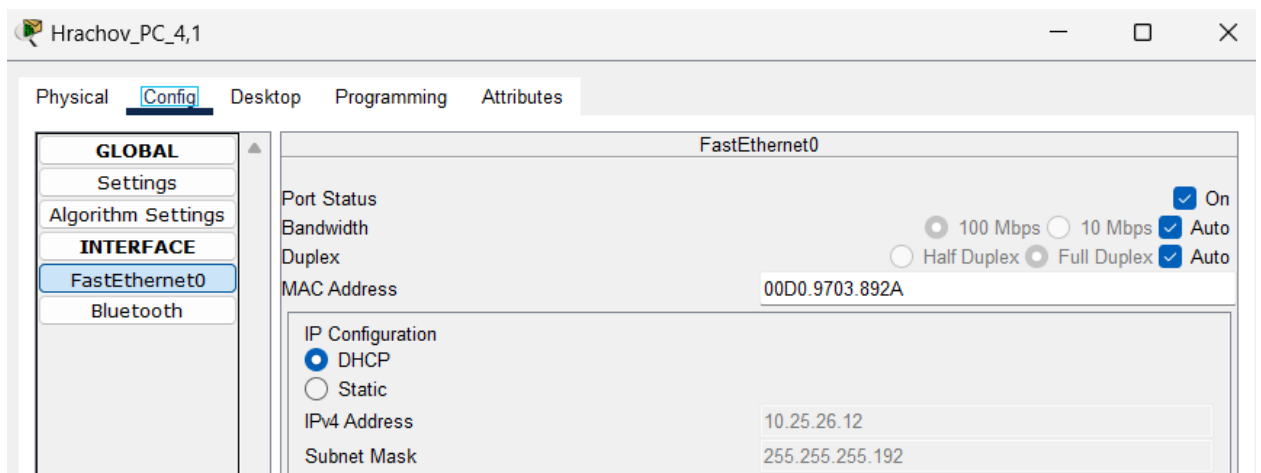 Hrachov_PC_4,1
Physical Config Desktop Programming Attributes
GLOBAL
Settings
Algorithm Settings
INTERFACE
FastEthernet0
Bluetooth
FastEthernet0
Port Status On
Bandwidth 100 Mbps 10 Mbps Auto
Duplex Half Duplex Full Duplex Auto
MAC Address 00D0.9703.892A
IP Configuration
DHCP
Static
IPv4 Address 10.25.26.12
Subnet Mask 255.255.255.192